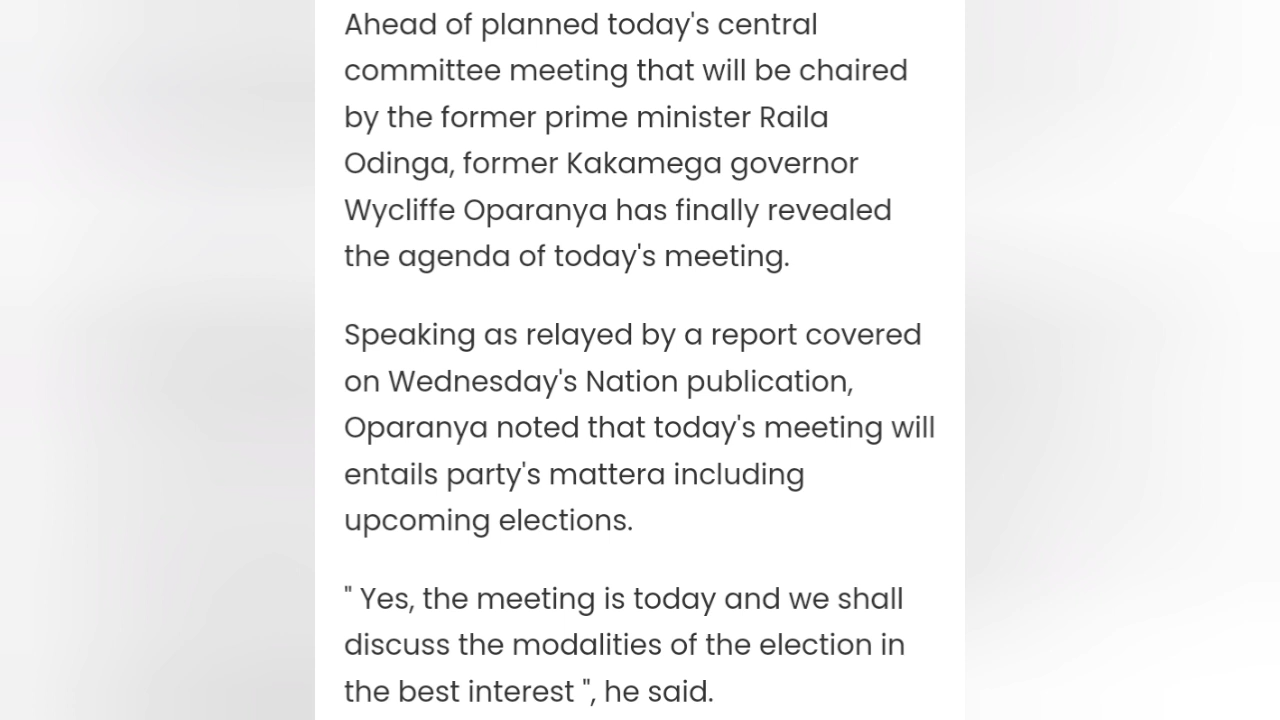 Ahead of planned today's central
committee meeting that will be chaired
by the former prime minister Raila
Odinga, former Kakamega governor
Wycliffe Oparanya has finally revealed
the agenda of today's meeting.
Speaking as relayed by a report covered
on Wednesday's Nation publication,
Oparanya noted that today's meeting will
entails party's mattera including
upcoming elections.
" Yes, the meeting is today and we shall
discuss the modalities of the election in
the best interest ", he said.